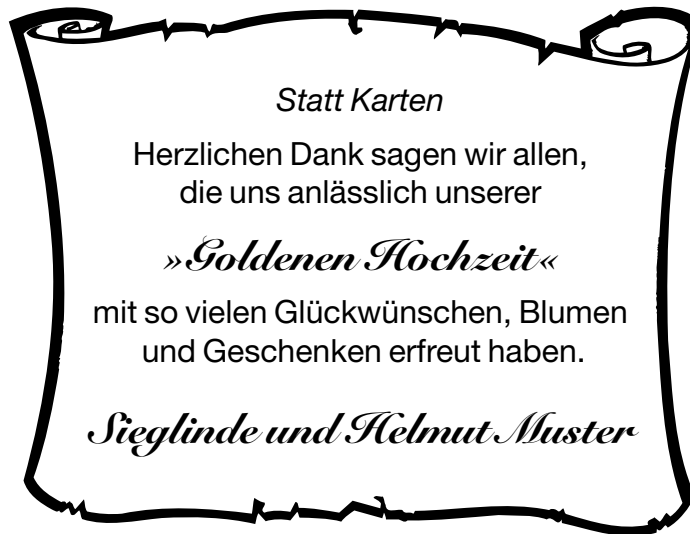 Statt Karten
Herzlichen Dank sagen wir allen,
die uns anlässlich unserer
»Goldenen Hochzeit«
mit so vielen Glückwünschen, Blumen
und Geschenken erfreut haben.
Sieglinde und Helmut Muster